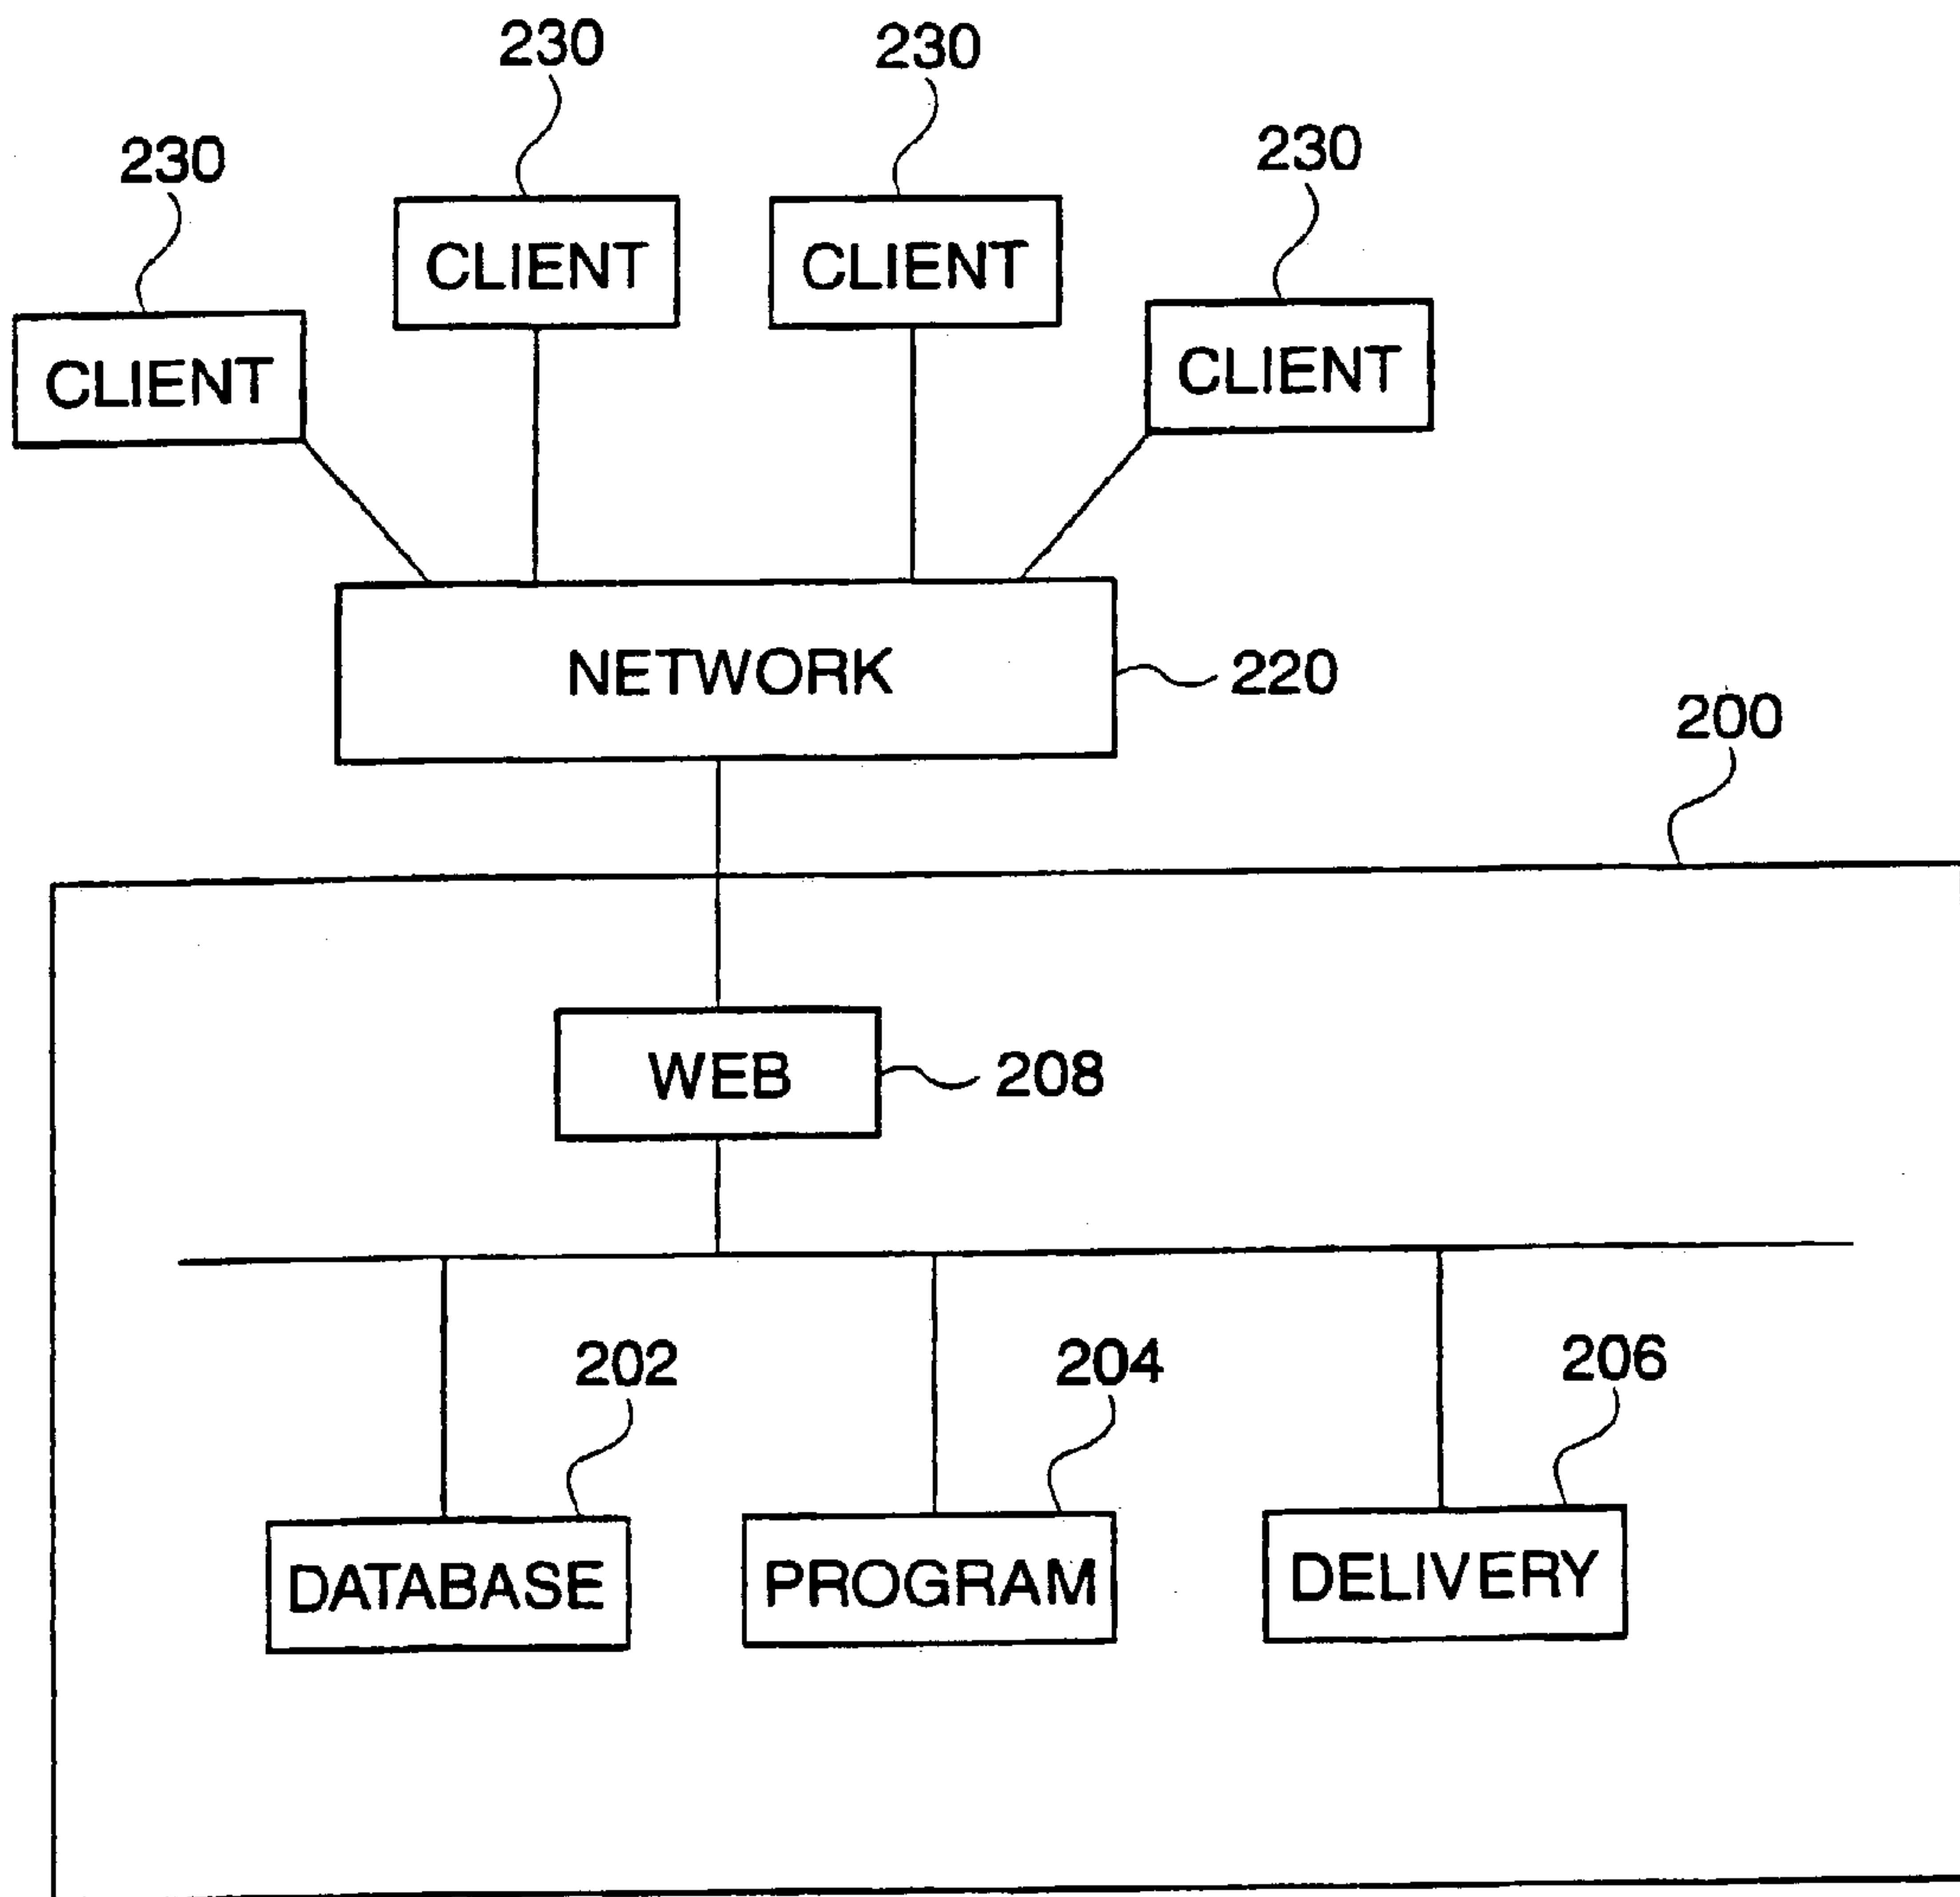 230
230
230
230
CLIENT
CLIENT
CLIENT
CLIENT
NETWORK
220
200
WEB
208
202
204
206
DATABASE
PROGRAM
DELIVERY